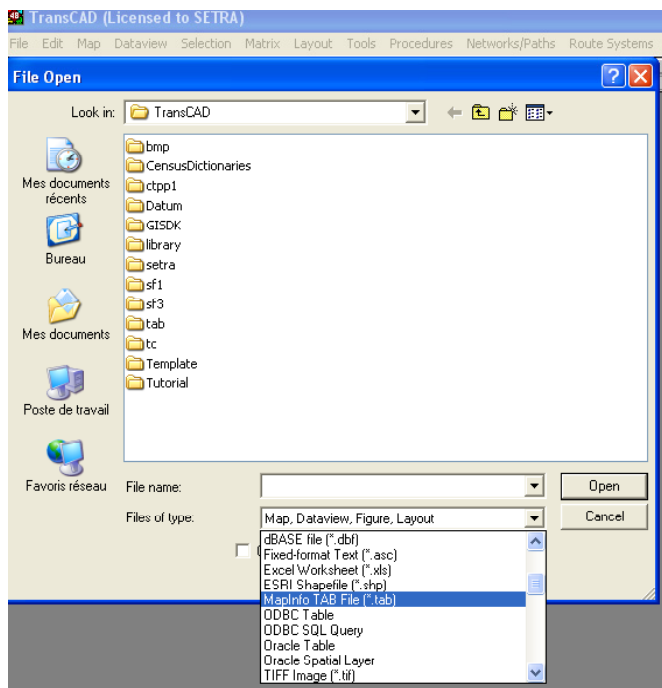 TransCAD (Licensed to SETRA)
File Edit Map Dataview Selection Matrix Layout Tools Procedures Networks/Paths Route Systems
File Open
Look in: TransCAD
Mes documents
récents
Bureau
Mes documents
Poste de travail
Favoris réseau
bmp
CensusDictionaries
ctpp1
Datum
GISDK
library
setra
sf1
sf3
tab
tc
Template
Tutorial
File name: Open
Files of type: Map, Dataview, Figure, Layout Cancel
dBASE file (*.dbf)
Fixed-format Text (*.asc)
Excel Worksheet (*.xls)
ESRI Shapefile (*.shp)
MapInfo TAB File (*.tab)
ODBC Table
ODBC SQL Query
Oracle Table
Oracle Spatial Layer
TIFF Image (*.tif)